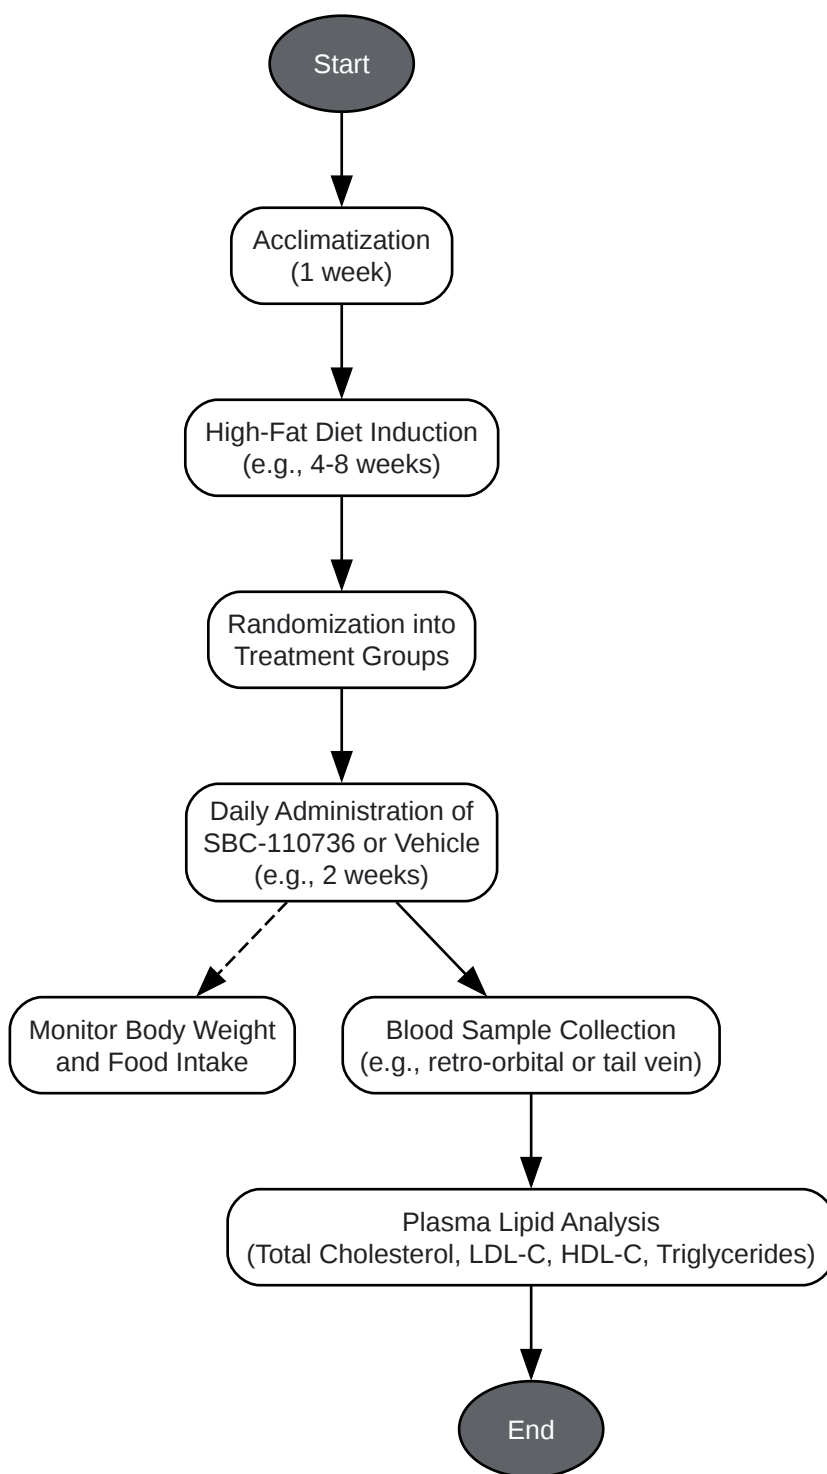 Start
Acclimatization
(1 week)
High-Fat Diet Induction
(e.g., 4-8 weeks)
Randomization into
Treatment Groups
Daily Administration of
SBC-110736 or Vehicle
(e.g., 2 weeks)
Monitor Body Weight
and Food Intake
Blood Sample Collection
(e.g., retro-orbital or tail vein)
Plasma Lipid Analysis
(Total Cholesterol, LDL-C, HDL-C, Triglycerides)
End